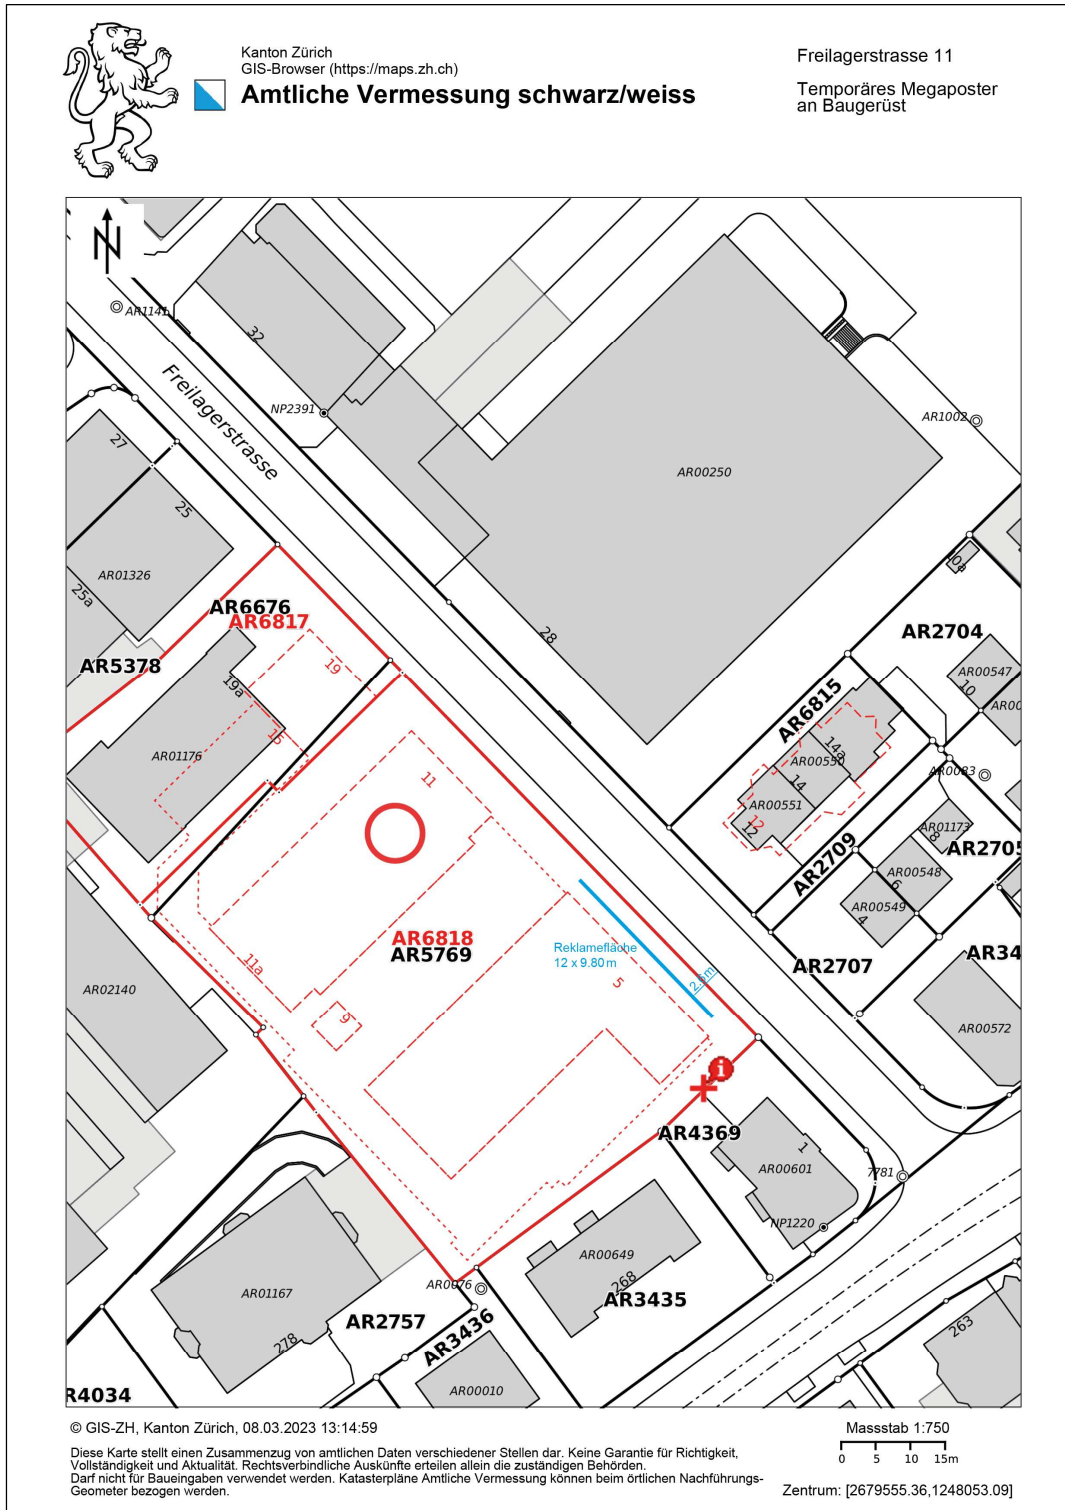 Kanton Zürich
GIS-Browser (https://maps.zh.ch)
Amtliche Vermessung schwarz/weiss
Freilagerstrasse 11
Temporäres Megaposter
an Baugerüst
N
AR1141
32
Freilagerstrasse
NP2391
AR1002
27
AR00250
25
AR01326
25a
AR6676
AR6817
AR5378
19
19a
15
AR01176
28
AR2704
AR00547
10
AR6815
14a
AR00550
14
AR00551
12
12
AR0083
AR01173
8
AR2705
AR2709
AR00548
6
AR00549
4
11
AR6818
AR5769
11a
9
Reklamefläche
12 x 9.80 m
2.6m
5
AR2707
AR34
AR00572
AR02140
AR4369
1
AR00601
7781
NP1220
AR00649
268
AR3435
AR0076
AR01167
278
AR2757
AR3436
AR00010
263
R4034
© GIS-ZH, Kanton Zürich, 08.03.2023 13:14:59
Massstab 1:750
0 5 10 15m
Diese Karte stellt einen Zusammenzug von amtlichen Daten verschiedener Stellen dar. Keine Garantie für Richtigkeit,
Vollständigkeit und Aktualität. Rechtsverbindliche Auskünfte erteilen allein die zuständigen Behörden.
Darf nicht für Baueingaben verwendet werden. Katasterpläne Amtliche Vermessung können beim örtlichen Nachführungs-
Geometer bezogen werden.
Zentrum: [2679555.36,1248053.09]